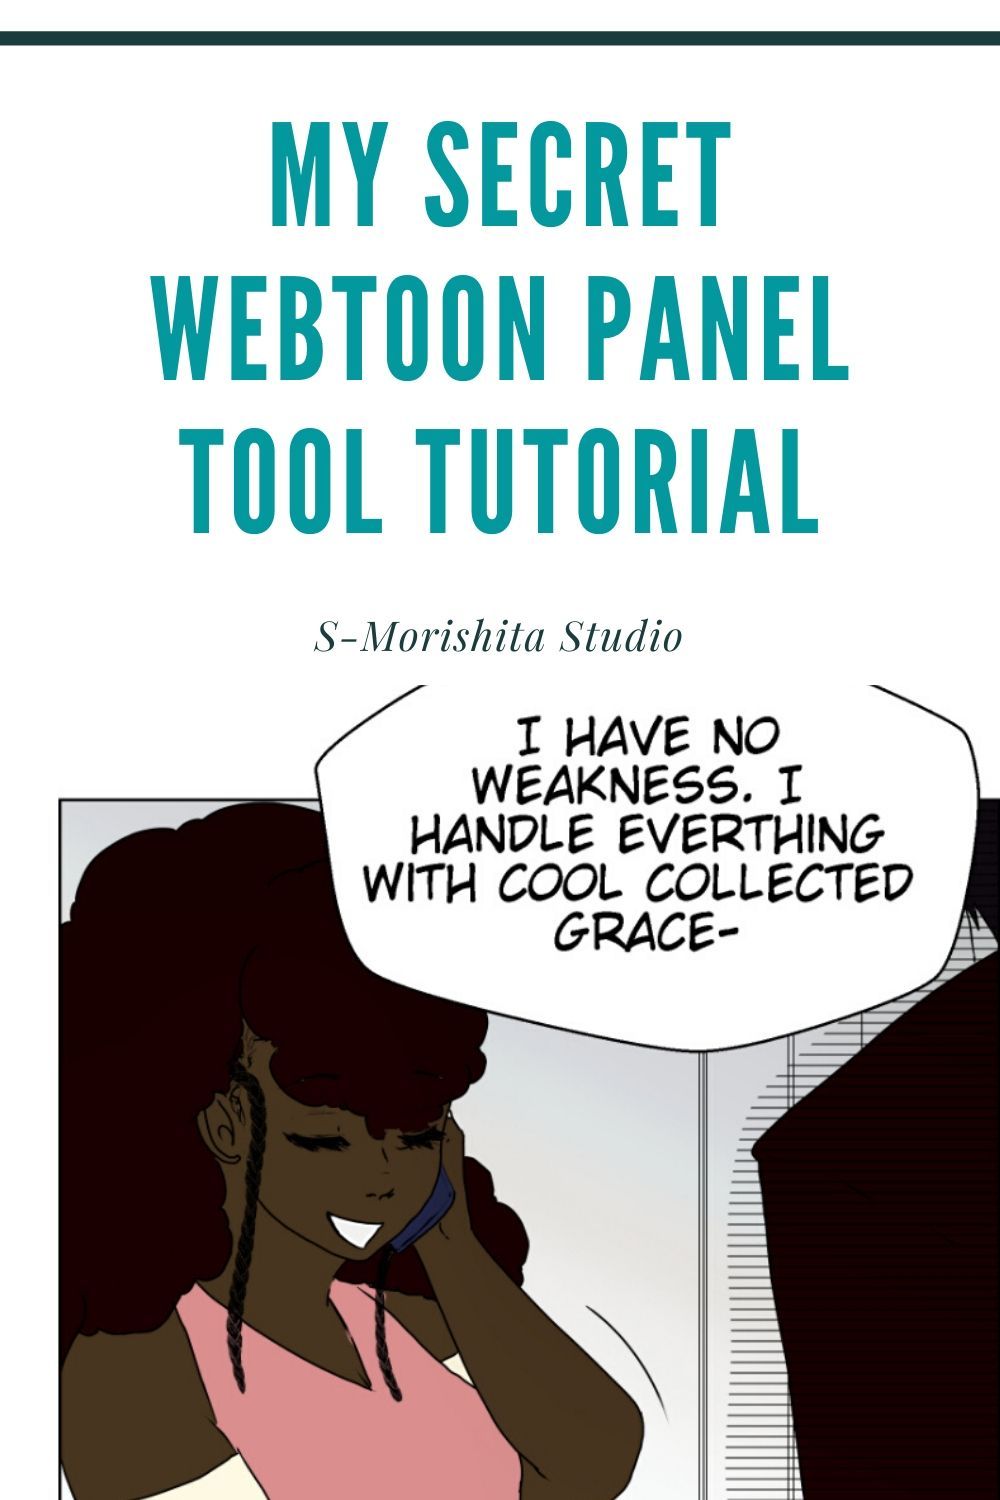 MY SECRET
WEBTOON PANEL
TOOL TUTORIAL
S-Morishita Studio
I HAVE NO
WEAKNESS. I
HANDLE EVERTHING
WITH COOL COLLECTED
GRACE-